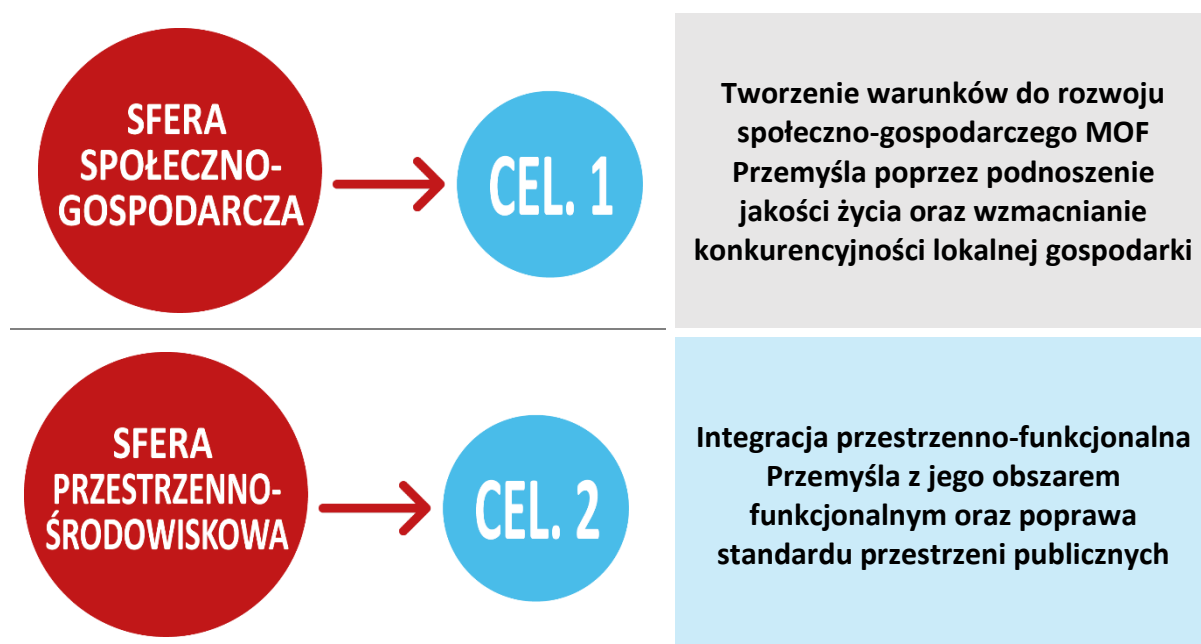 SFERA
SPOŁECZNO-
GOSPODARCZA
CEL. 1
Tworzenie warunków do rozwoju
społeczno-gospodarczego MOF
Przemyśla poprzez podnoszenie
jakości życia oraz wzmacnianie
konkurencyjności lokalnej gospodarki
SFERA
PRZESTRZENNO-
ŚRODOWISKOWA
CEL. 2
Integracja przestrzenno-funkcjonalna
Przemyśla z jego obszarem
funkcjonalnym oraz poprawa
standardu przestrzeni publicznych